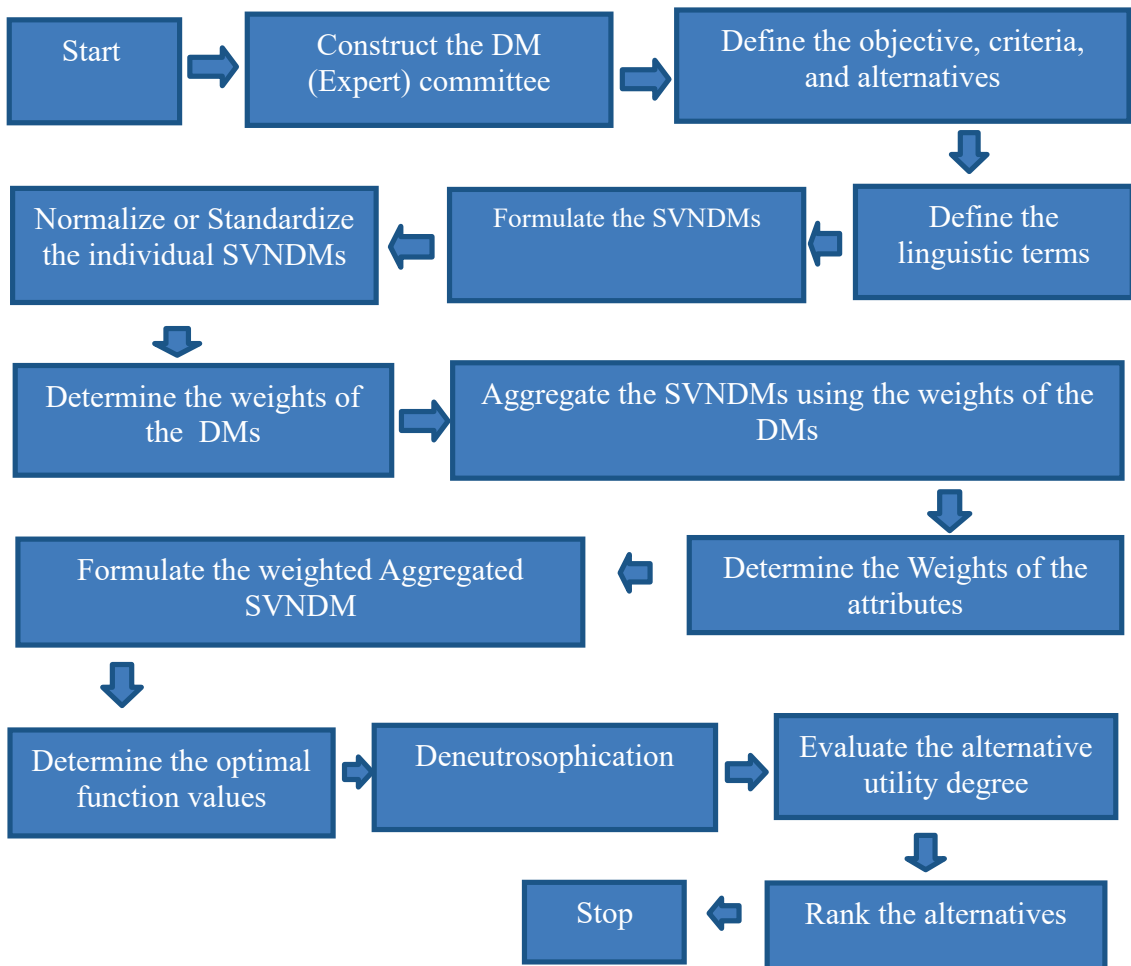 Start
Construct the DM
(Expert) committee
Define the objective, criteria,
and alternatives
Define the
linguistic terms
Formulate the SVNDMs
Normalize or Standardize
the individual SVNDMs
Determine the weights of
the DMs
Aggregate the SVNDMs using the weights of the
DMs
Determine the Weights of the
attributes
Formulate the weighted Aggregated
SVNDM
Determine the optimal
function values
Deneutrosophication
Evaluate the alternative
utility degree
Rank the alternatives
Stop